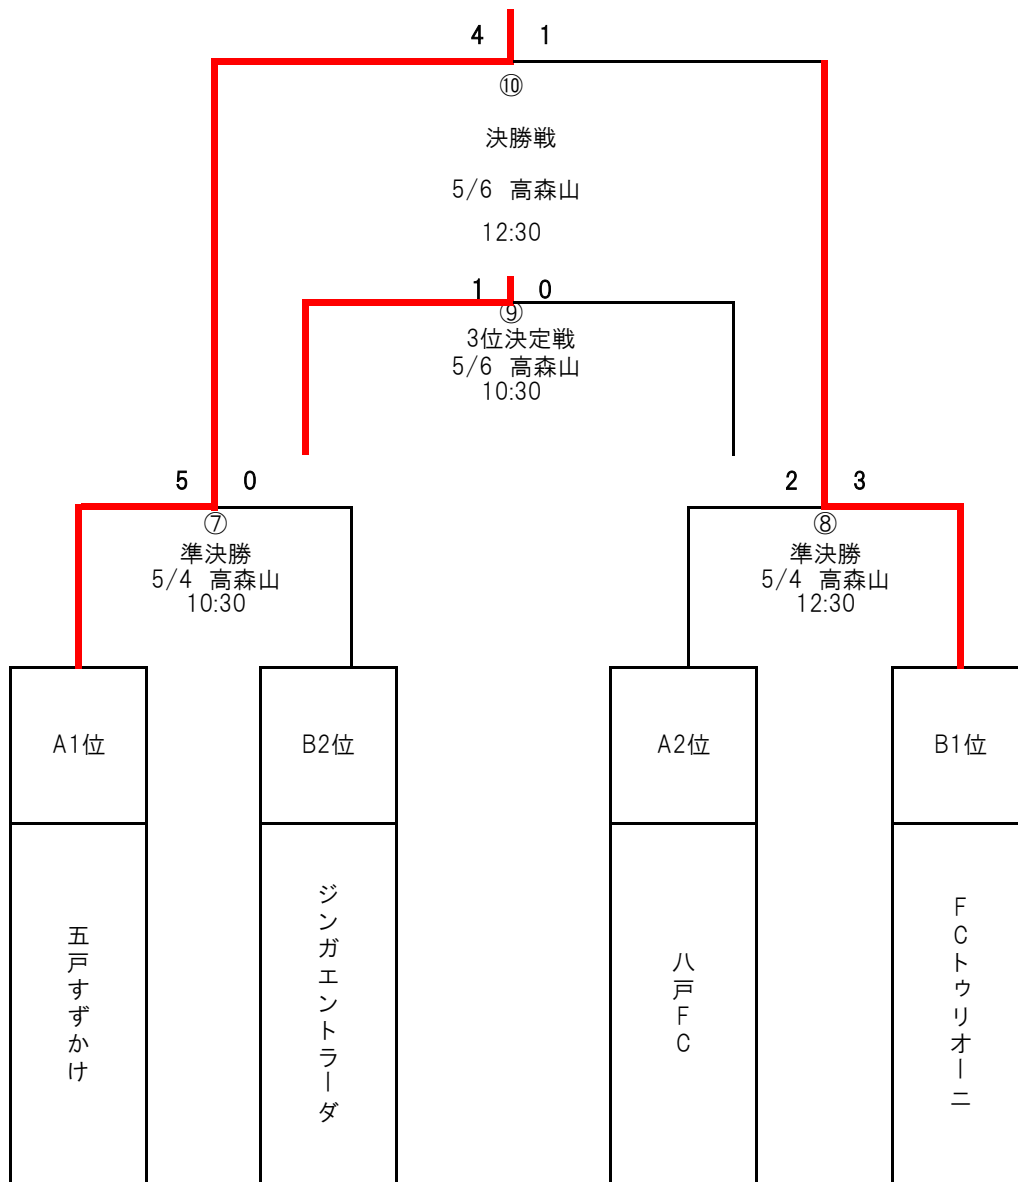 4 1
⑩
決勝戦
5/6 高森山
12:30
1 0
⑨
3位決定戦
5/6 高森山
10:30
5 0
2 3
⑦
準決勝
5/4 高森山
10:30
⑧
準決勝
5/4 高森山
12:30
A1位
B2位
A2位
B1位
五戸すずかけ
ジンガエントラーダ
八戸FC
FCトゥリオーニ